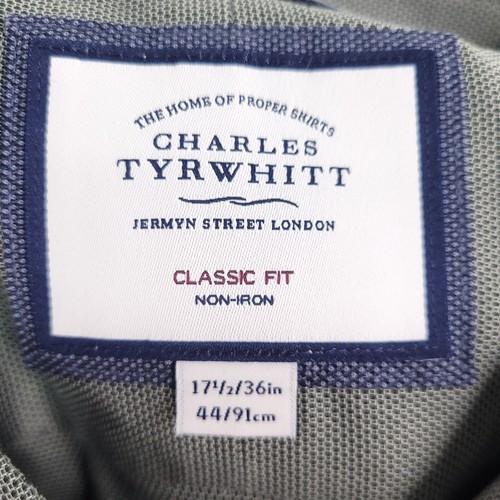 THE HOME OF PROPER SHIRTS
CHARLES
TYRWHITT
JERMYN STREET LONDON
CLASSIC FIT
NON-IRON
17½/36in
44/91cm